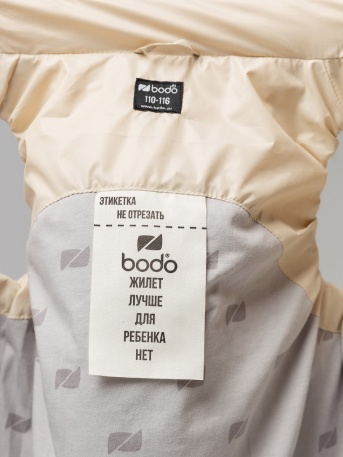 bodo
110-116
ЭТИКЕТКА
НЕ ОТРЕЗАТЬ
bodo
ЖИЛЕТ
ЛУЧШЕ
ДЛЯ
РЕБЕНКА
НЕТ